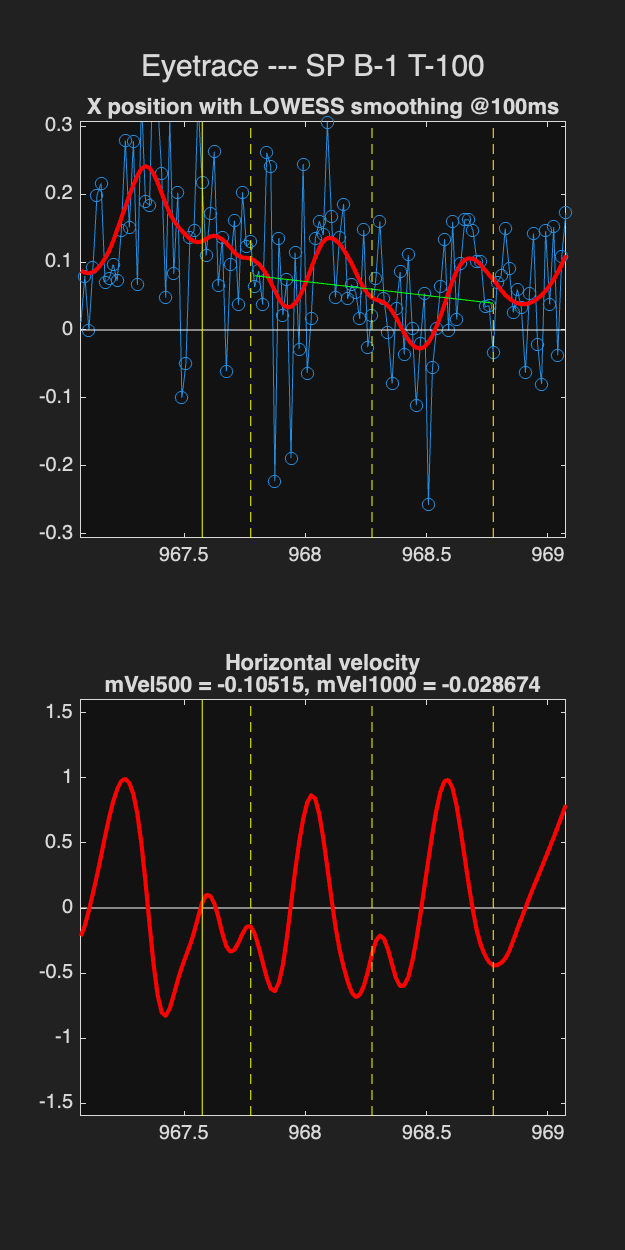 Eyetrace --- SP B-1 T-100
X position with LOWESS smoothing @100ms
0.3
0.2
0.1
0
-0.1
-0.2
-0.3
967.5 968 968.5 969
Horizontal velocity
mVel500 = -0.10515, mVel1000 = -0.028674
1.5
1
0.5
0
-0.5
-1
-1.5
967.5 968 968.5 969